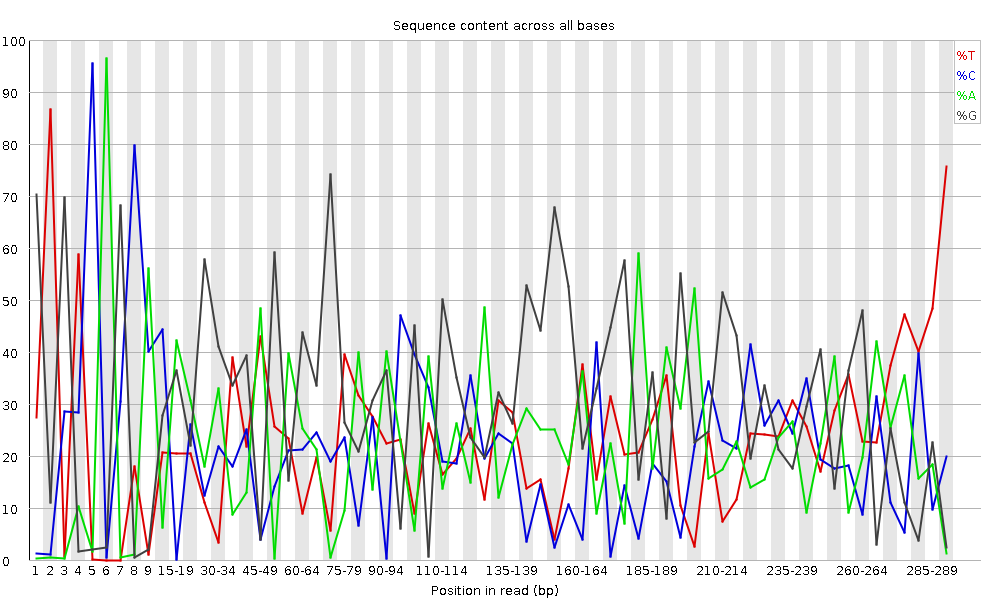 Sequence content across all bases
100
90
80
70
60
50
40
30
20
10
0
%T
%C
%A
%G
1 2 3 4 5 6 7 8 9 15-19 30-34 45-49 60-64 75-79 90-94 110-114 135-139 160-164 185-189 210-214 235-239 260-264 285-289
Position in read (bp)